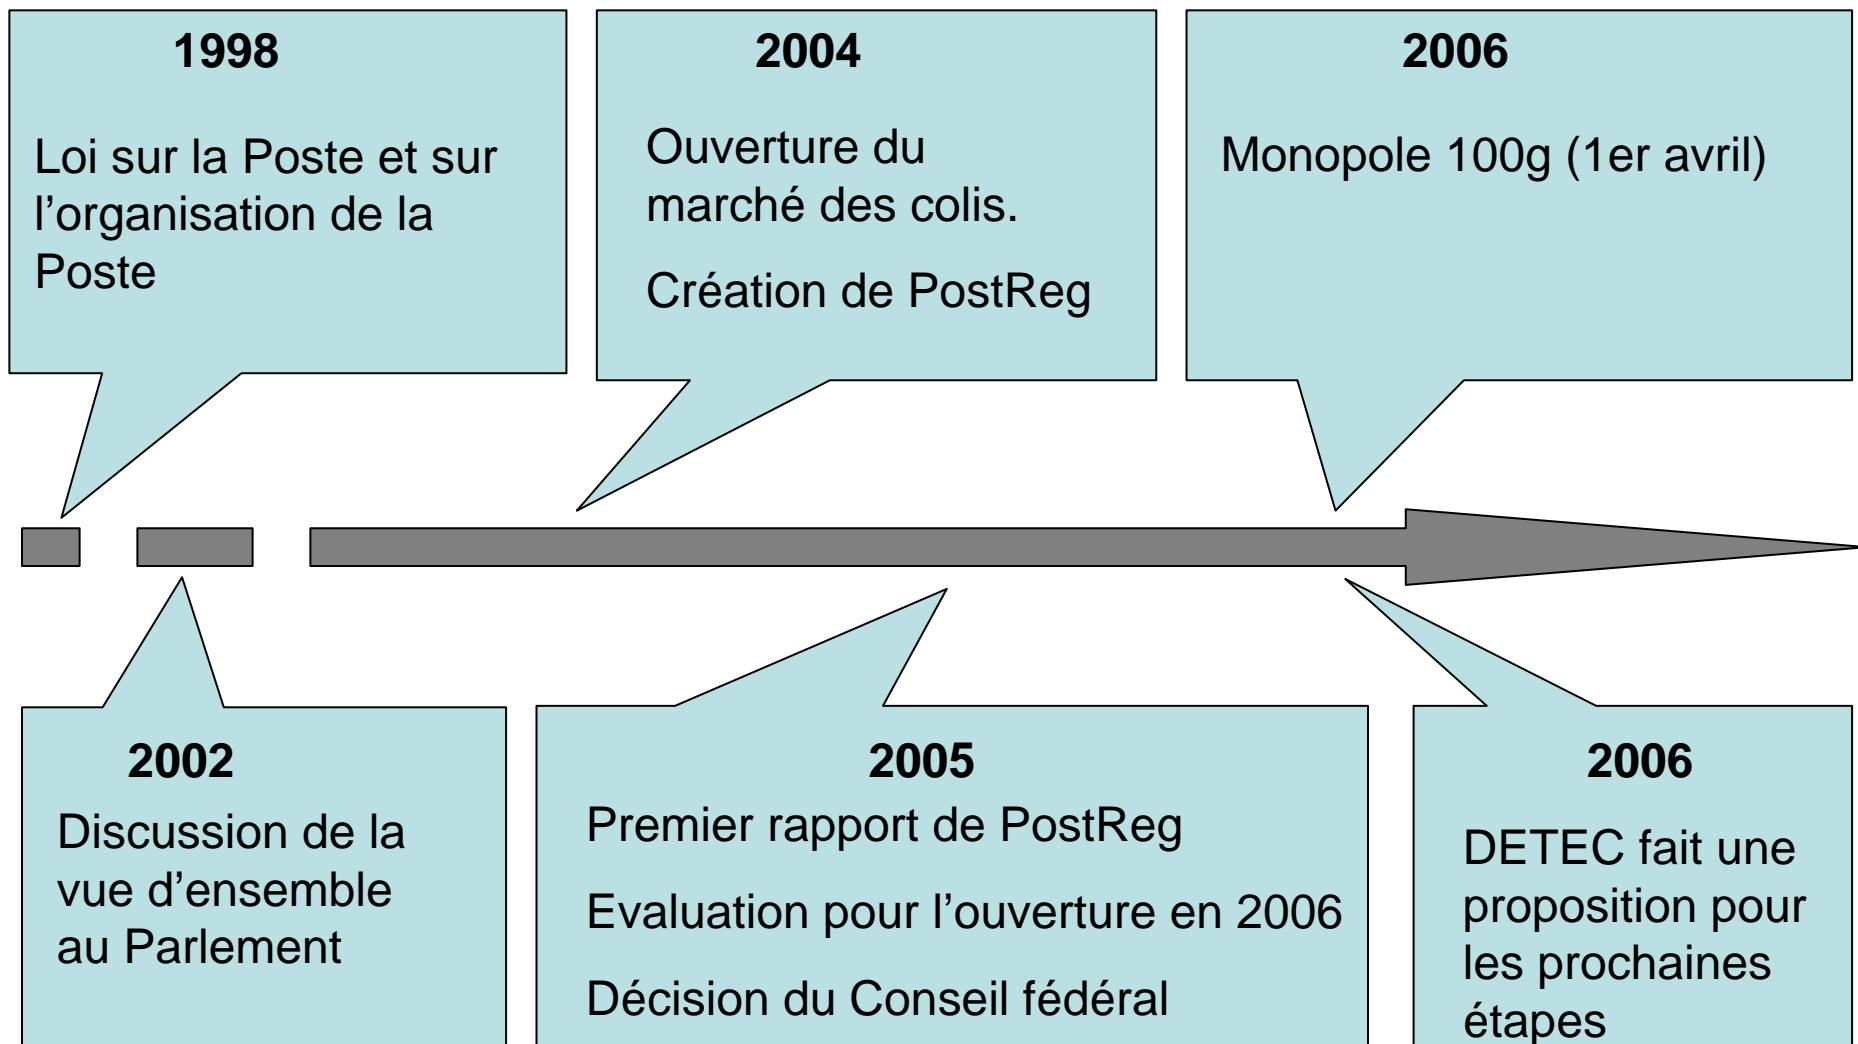 1998
Loi sur la Poste et sur
l’organisation de la
Poste
2004
Ouverture du
marché des colis.
Création de PostReg
2006
Monopole 100g (1er avril)
2002
Discussion de la
vue d’ensemble
au Parlement
2005
Premier rapport de PostReg
Evaluation pour l’ouverture en 2006
Décision du Conseil fédéral
2006
DETEC fait une
proposition pour
les prochaines
étapes